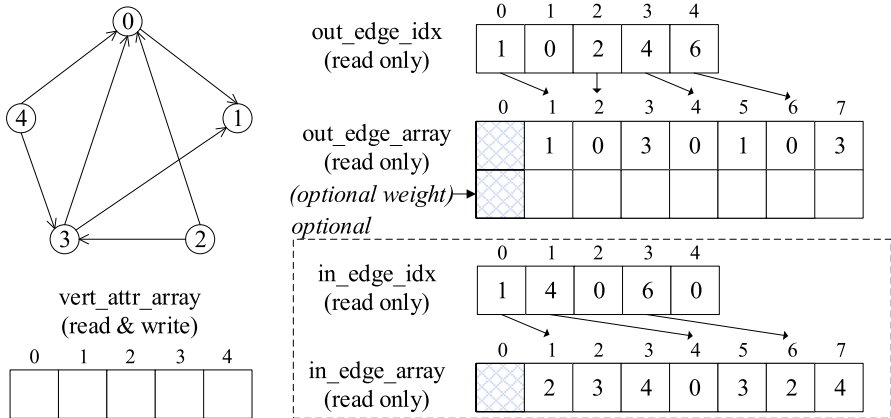 0
4
1
3
2
vert_attr_array
(read & write)
0 1 2 3 4
0 1 2 3 4
out_edge_idx
(read only)
1 0 2 4 6
0 1 2 3 4 5 6 7
out_edge_array
(read only)
1 0 3 0 1 0 3
(optional weight)
optional
0 1 2 3 4
in_edge_idx
(read only)
1 4 0 6 0
0 1 2 3 4 5 6 7
in_edge_array
(read only)
2 3 4 0 3 2 4